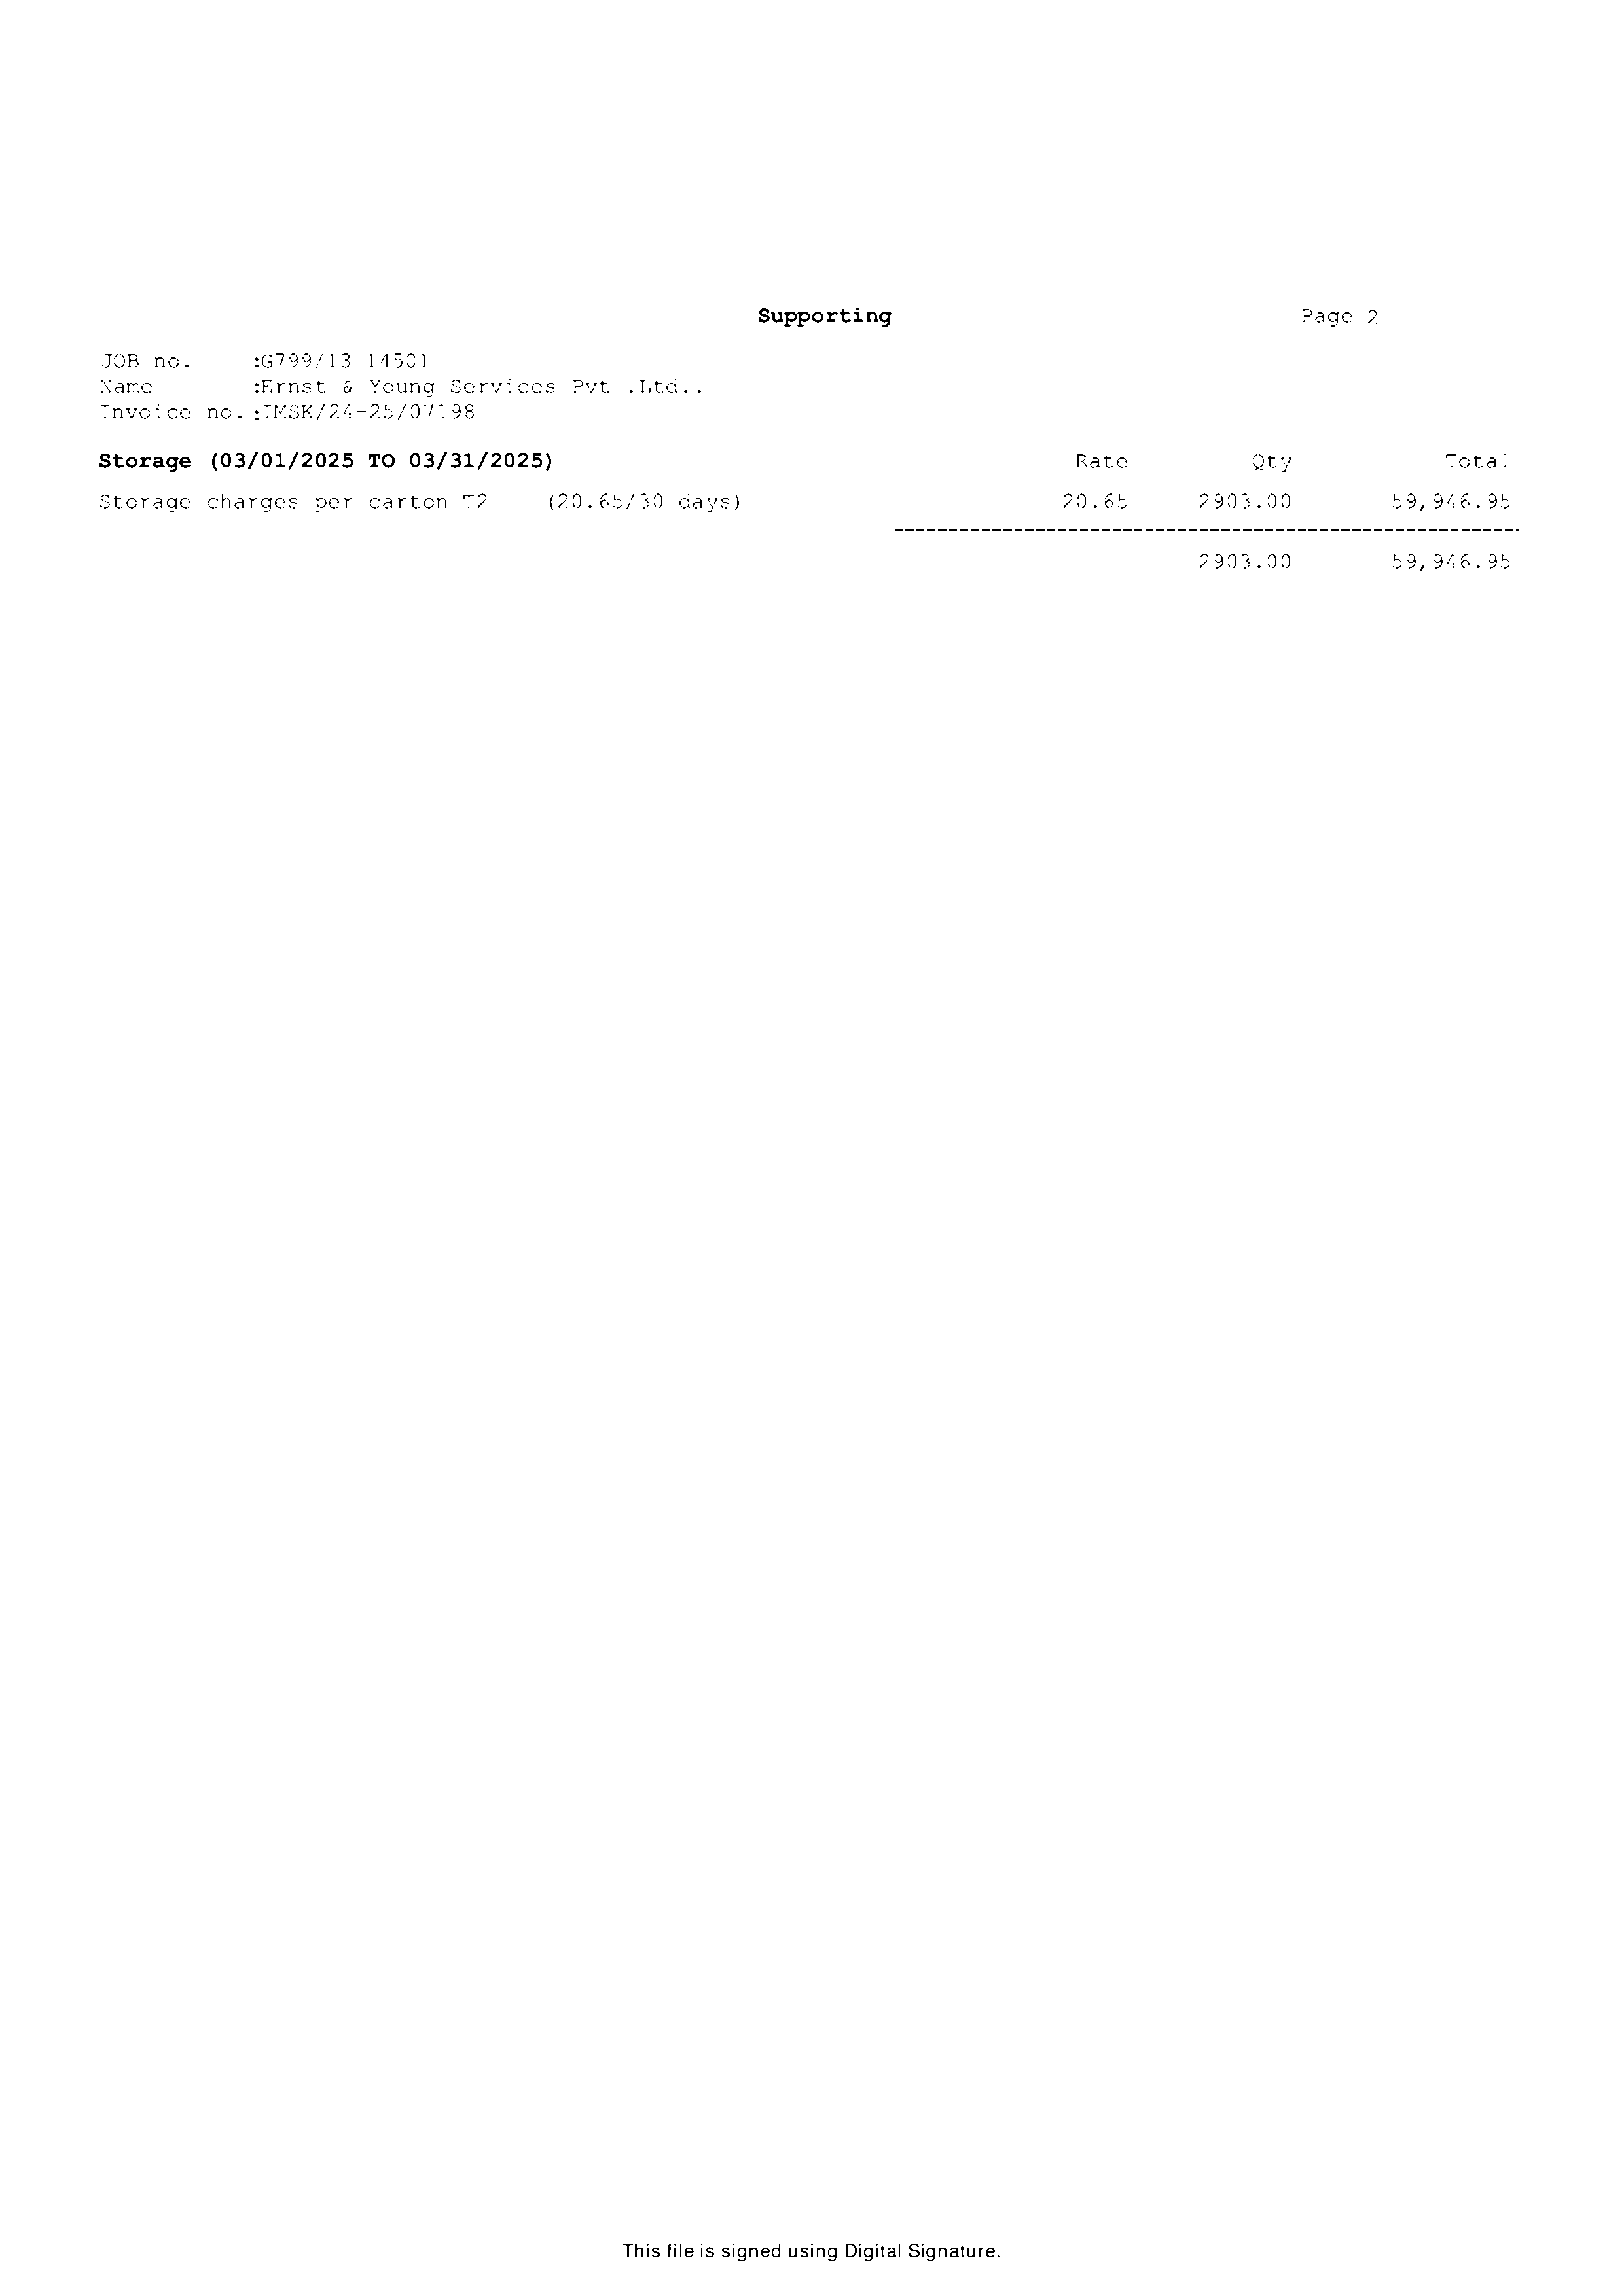 Supporting Page 2
JOB no. :G799/13 14501
Name :Ernst & Young Services Pvt .Ltd..
Invoice no.:IMSK/24-25/07198
Storage (03/01/2025 TO 03/31/2025) Rate Qty Total
Storage charges per carton T2 (20.65/30 days) 20.65 2903.00 59,946.95
2903.00 59,946.95
This file is signed using Digital Signature.